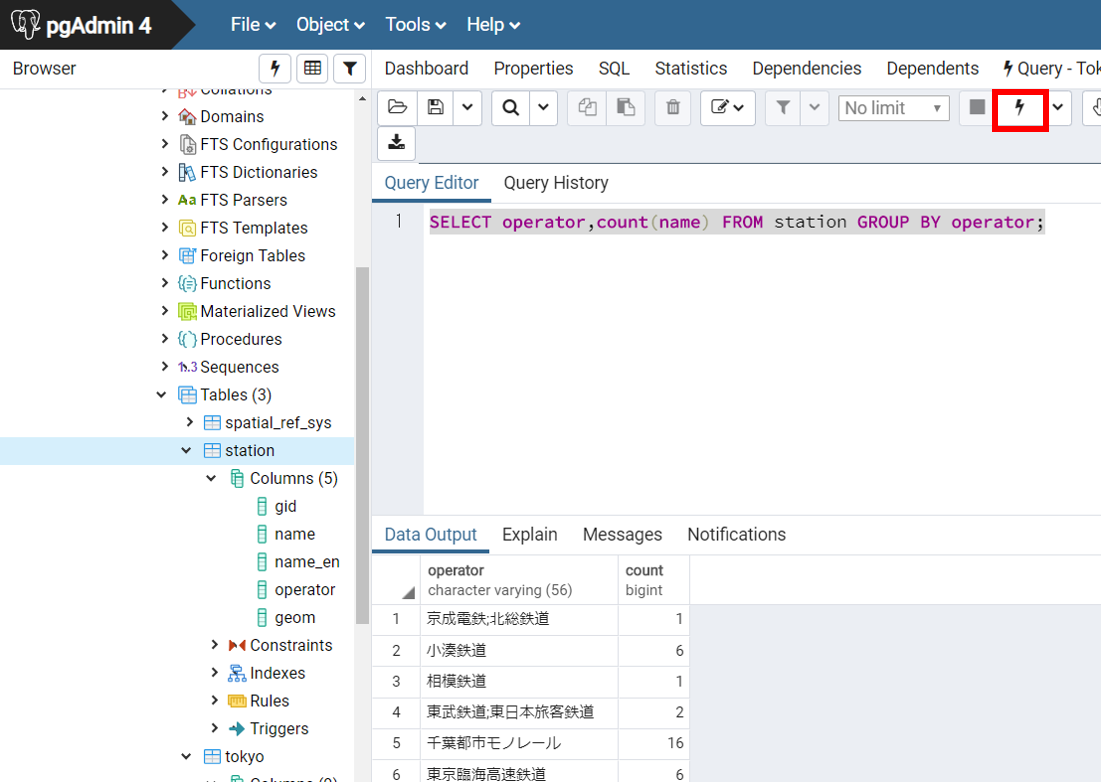 pgAdmin 4 File Object Tools Help
Browser
Dashboard Properties SQL Statistics Dependencies Dependents Query - Tok
No limit
Query Editor Query History
1 SELECT operator,count(name) FROM station GROUP BY operator;
Collations
Domains
FTS Configurations
FTS Dictionaries
Aa FTS Parsers
FTS Templates
Foreign Tables
Functions
Materialized Views
Procedures
1..3 Sequences
Tables (3)
spatial_ref_sys
station
Columns (5)
gid
name
name_en
operator
geom
Constraints
Indexes
Rules
Triggers
tokyo
Columns (9)
Data Output Explain Messages Notifications
operator count
character varying (56) bigint
1 京成電鉄;北総鉄道 1
2 小湊鉄道 6
3 相模鉄道 1
4 東武鉄道;東日本旅客鉄道 2
5 千葉都市モノレール 16
6 東京臨海高速鉄道 6